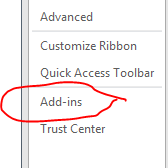 Advanced
Customize Ribbon
Quick Access Toolbar
Add-ins
Trust Center